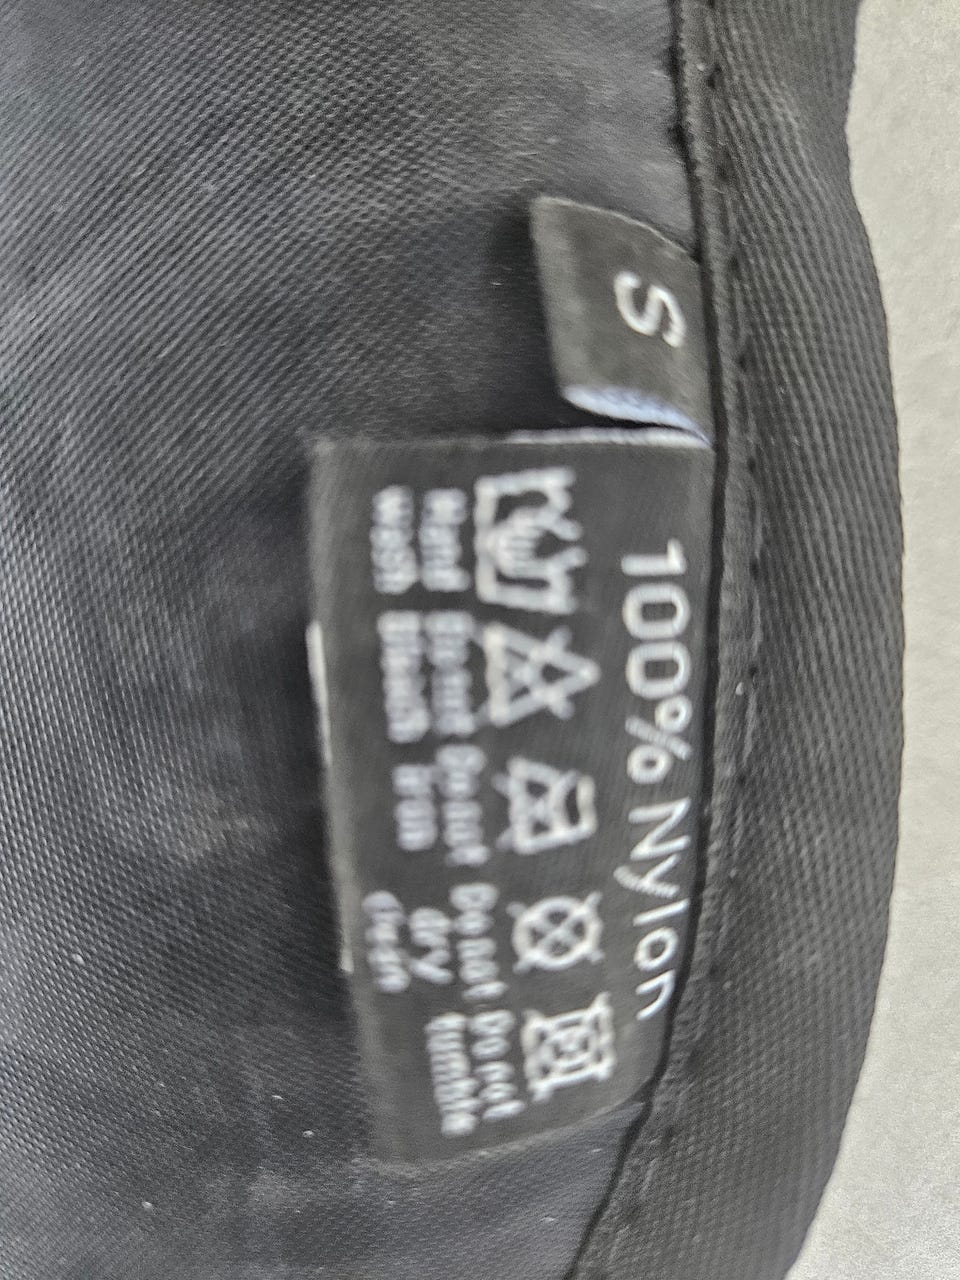 S
100% Nylon
Hand wash
Do not bleach
Do not iron
Do not dry clean
Do not tumble